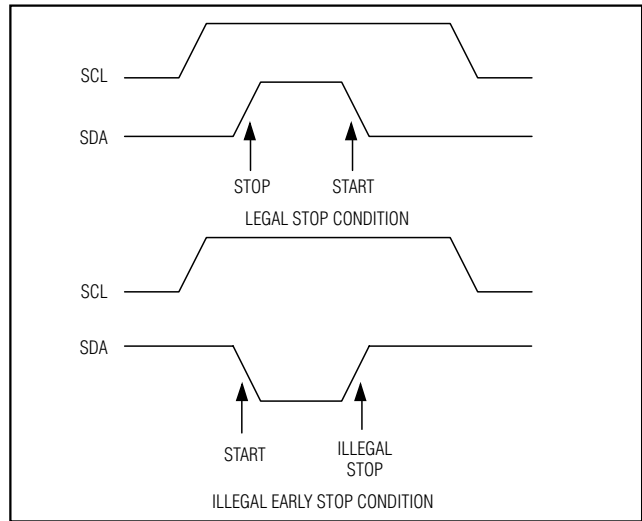 SCL
SDA
STOP START
LEGAL STOP CONDITION
SCL
SDA
START
ILLEGAL
STOP
ILLEGAL EARLY STOP CONDITION